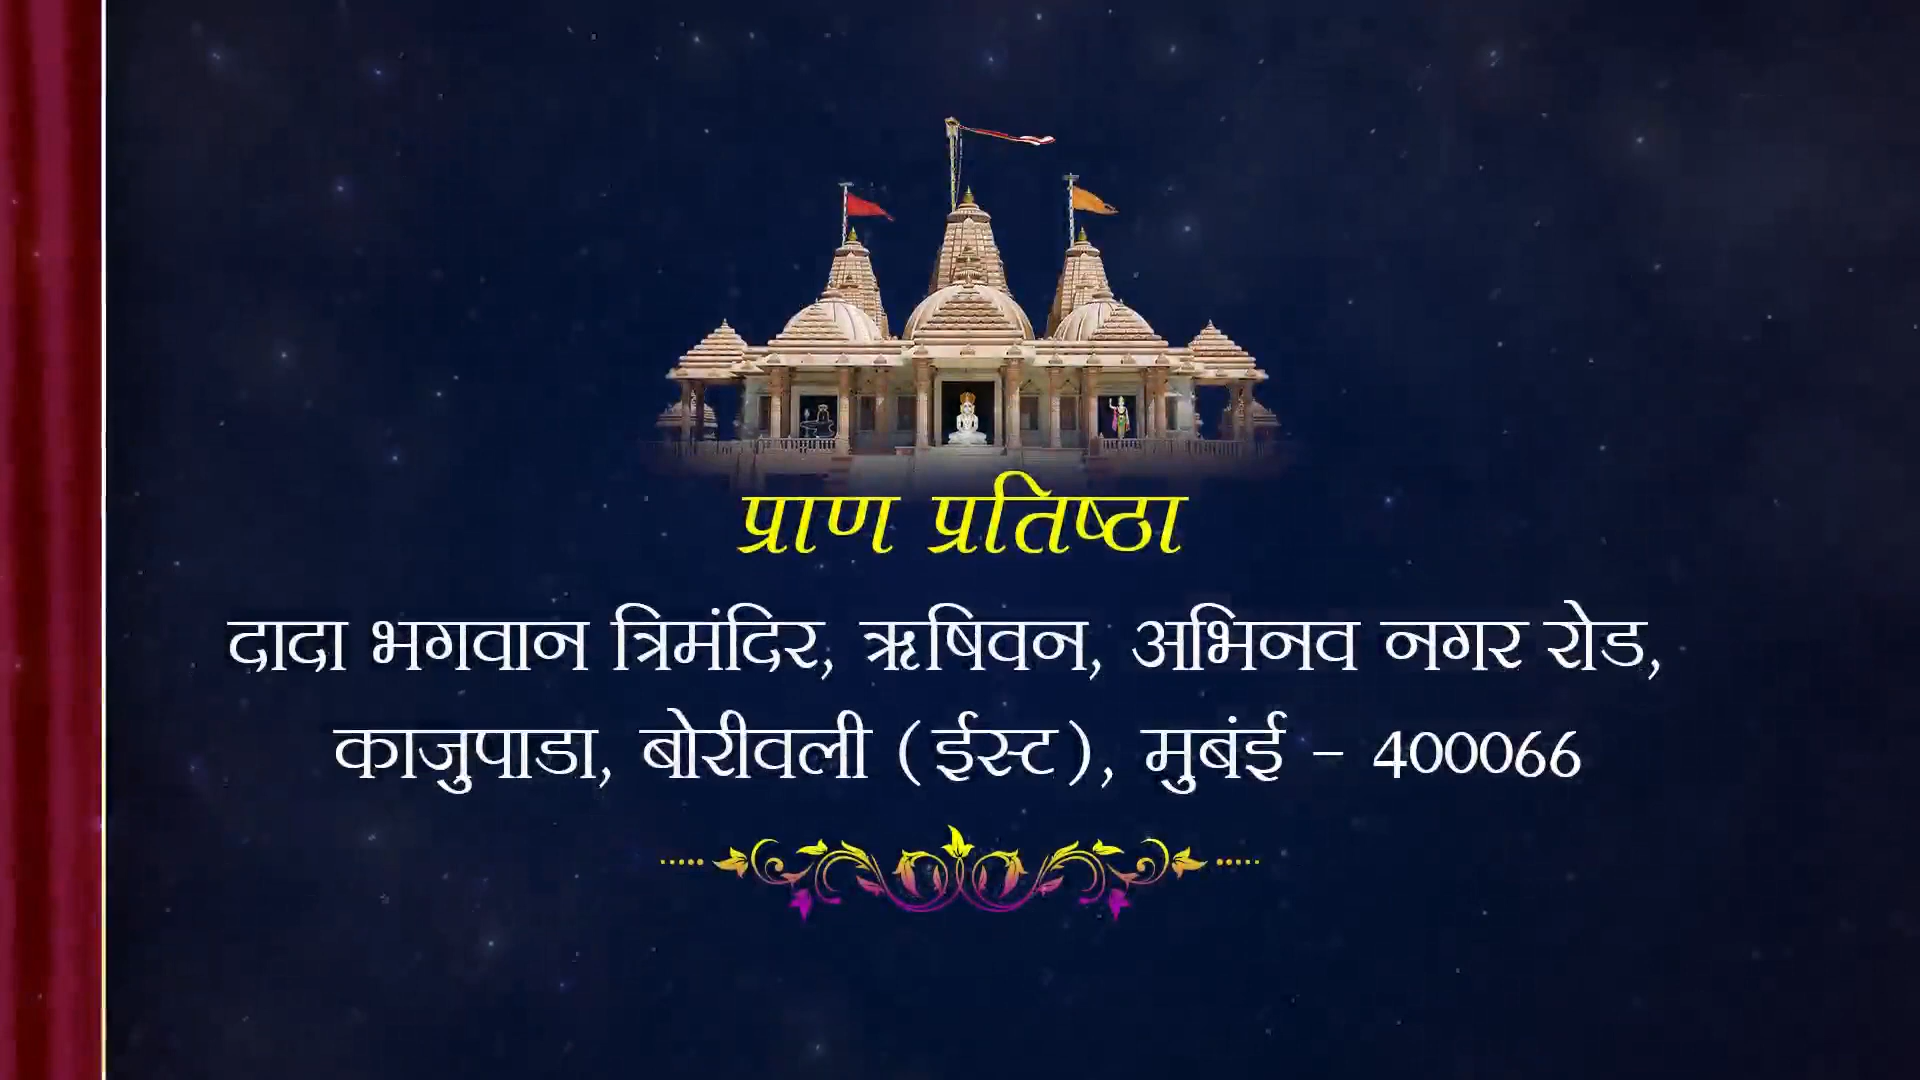 प्राण प्रतिष्ठा
दादा भगवान त्रिमंदिर, ऋषिवन, अभिनव नगर रोड,
काजुपाडा, बोरीवली (ईस्ट), मुबंई - 400066